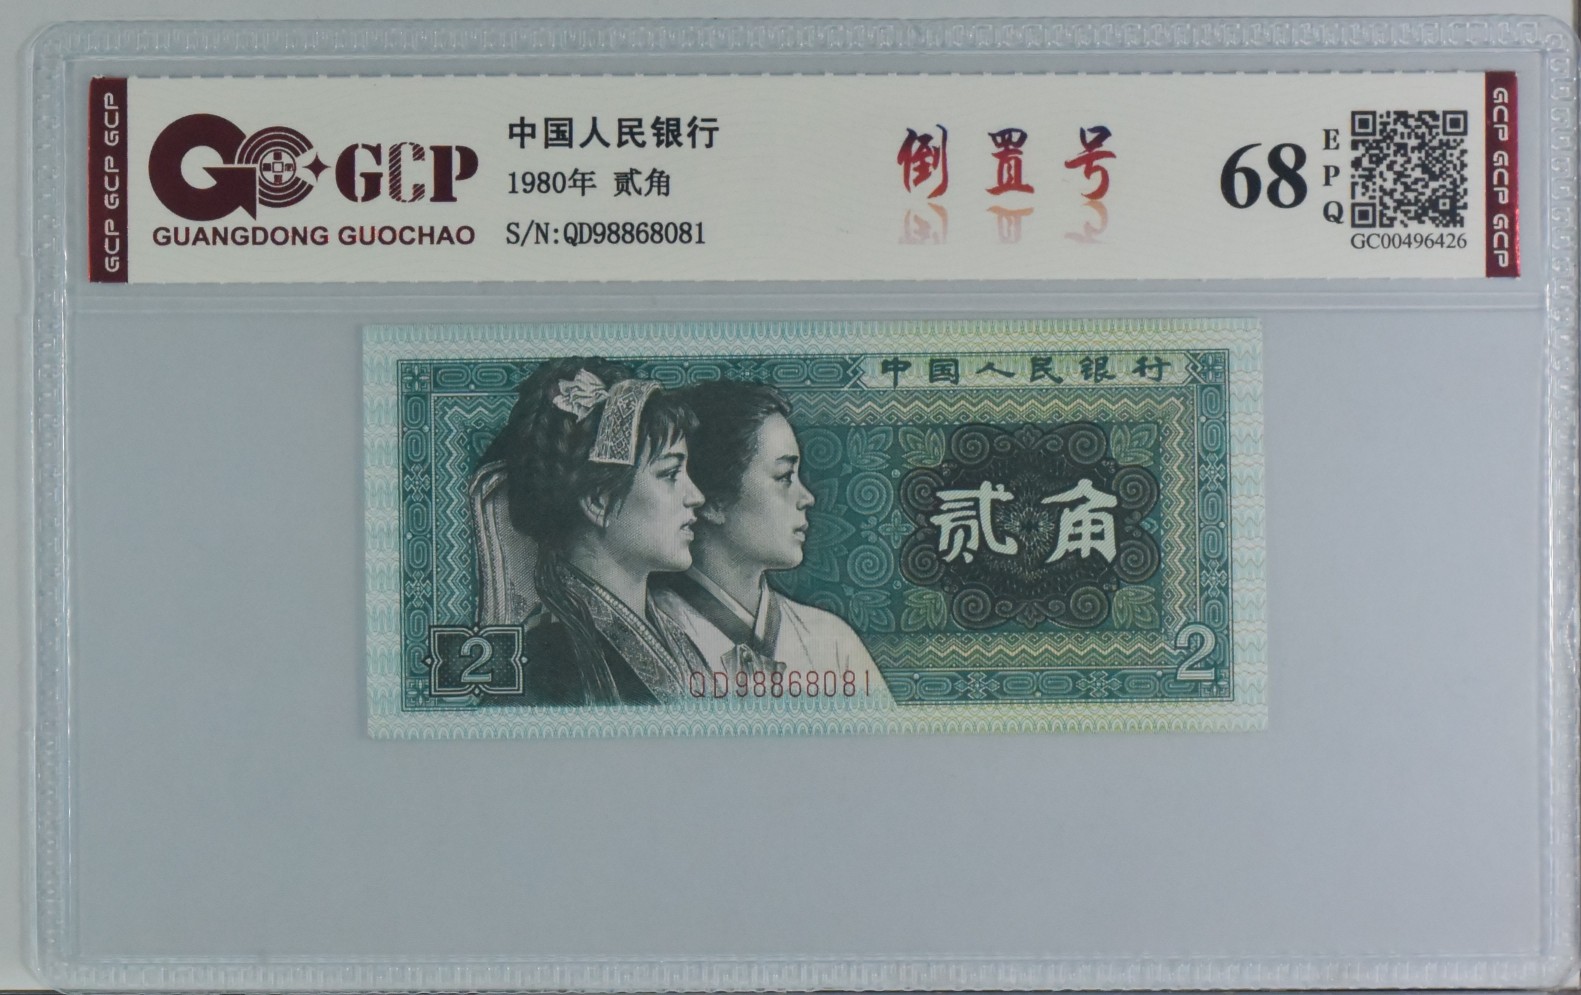 GCP GCP GCP
GCP
GUANGDONG GUOCHAO
中国人民银行
1980年 贰角
S/N:QD98868081
倒置号
68
EPQ
GC00496426
GCP GCP GCP
中国人民银行
贰角
2
2
QD98868081